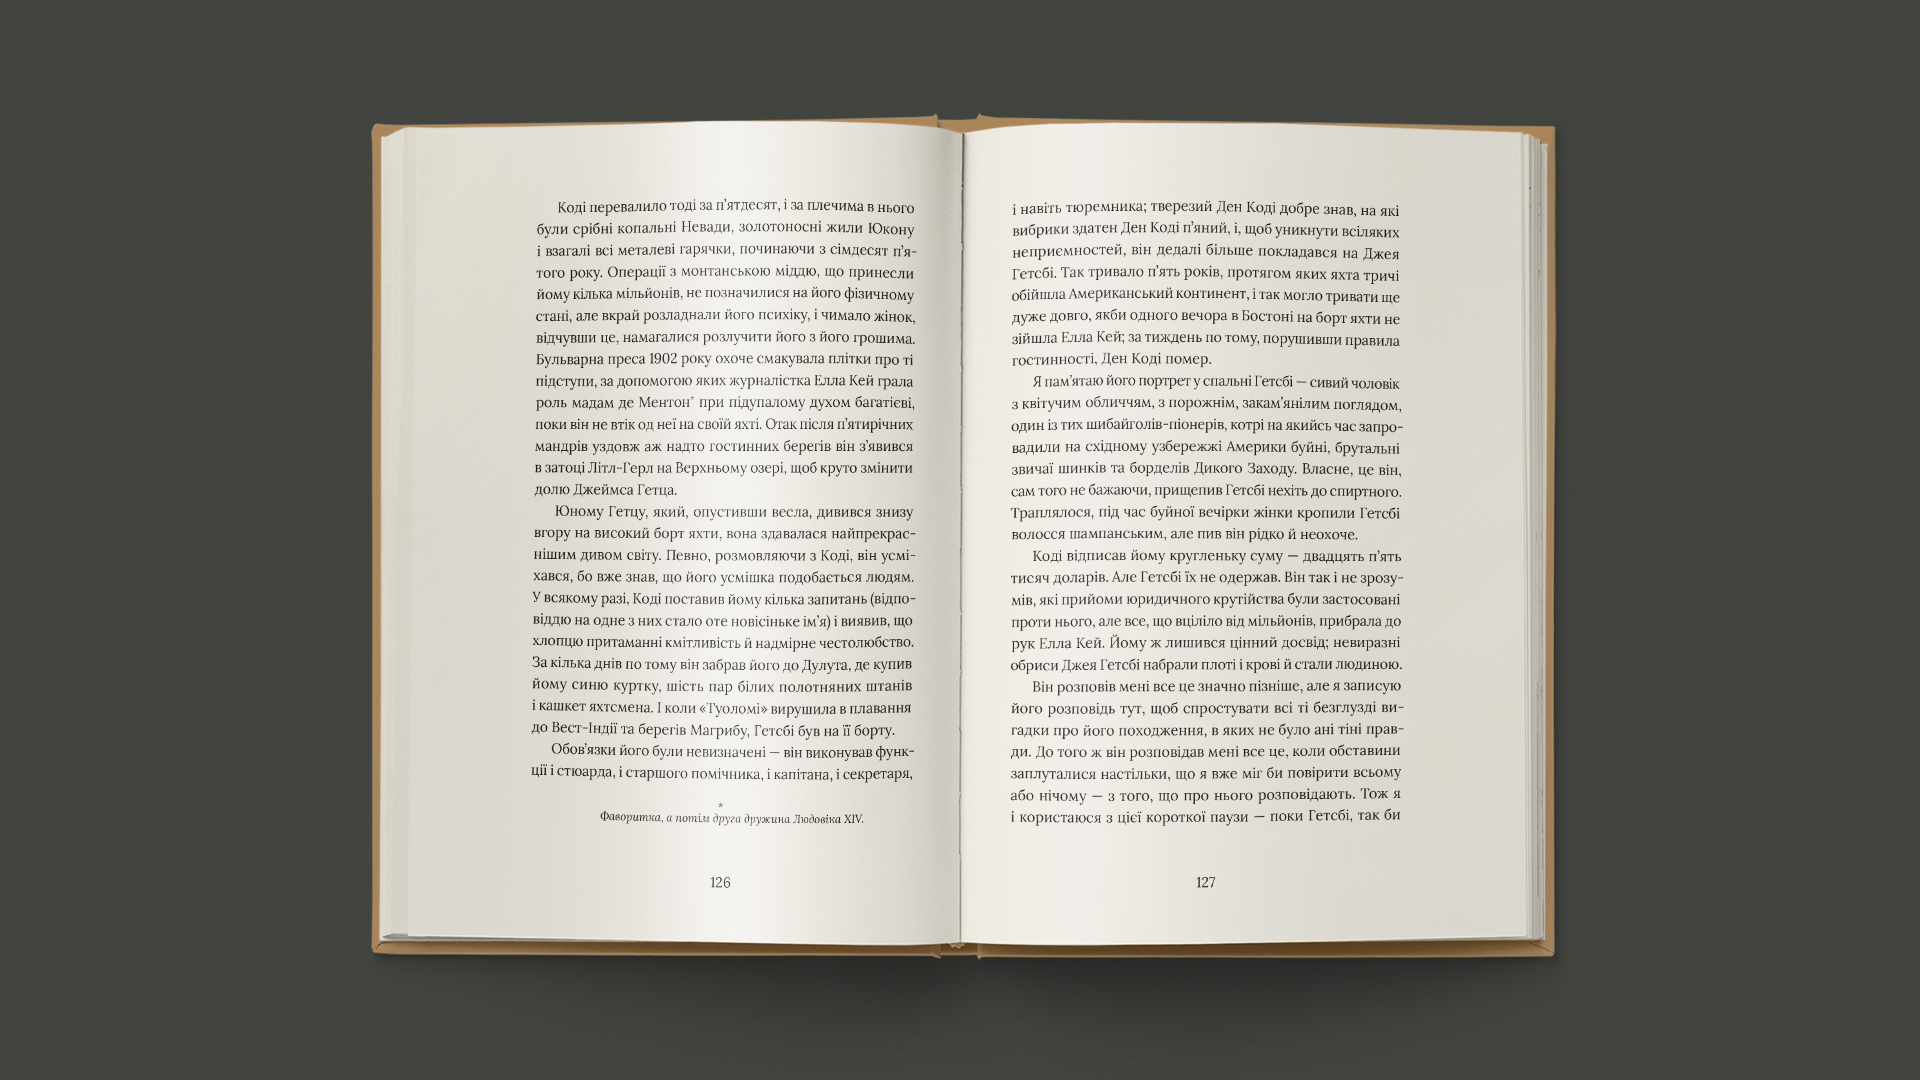 Коді перевалило тоді за п'ятдесят, і за плечима в нього
були срібні копальні Невади, золотоносні жили Юкону
і взагалі всі металеві гарячки, починаючи з сімдесят п'я-
того року. Операції з монтанською міддю, що принесли
йому кілька мільйонів, не позначилися на його фізичному
стані, але вкрай розладнали його психіку, і чимало жінок,
відчувши це, намагалися розлучити його з його грошима.
Бульварна преса 1902 року охоче смакувала плітки про ті
підступи, за допомогою яких журналістка Елла Кей грала
роль мадам де Ментон* при підупалому духом багатієві,
поки він не втік од неї на своїй яхті. Отак після п'ятирічних
мандрів уздовж аж надто гостинних берегів він з'явився
в затоці Літл-Герл на Верхньому озері, щоб круто змінити
долю Джеймса Гетца.
Юному Гетцу, який, опустивши весла, дивився знизу
вгору на високий борт яхти, вона здавалася найпрекрас-
нішим дивом світу. Певно, розмовляючи з Коді, він усмі-
хався, бо вже знав, що його усмішка подобається людям.
У всякому разі, Коді поставив йому кілька запитань (відпо-
віддю на одне з них стало оте новісіньке ім'я) і виявив, що
хлопцю притаманні кмітливість й надмірне честолюбство.
За кілька днів по тому він забрав його до Дулута, де купив
йому синю куртку, шість пар білих полотняних штанів
і кашкет яхтсмена. І коли «Туоломі» вирушила в плавання
до Вест-Індії та берегів Магрибу, Гетсбі був на її борту.
Обов'язки його були невизначені — він виконував функ-
ції і стюарда, і старшого помічника, і капітана, і секретаря,
*
Фаворитка, а потім друга дружина Людовіка XIV.
126
і навіть тюремника; тверезий Ден Коді добре знав, на які
вибрики здатен Ден Коді п'яний, і, щоб уникнути всіляких
неприємностей, він дедалі більше покладався на Джея
Гетсбі. Так тривало п'ять років, протягом яких яхта тричі
обійшла Американський континент, і так могло тривати ще
дуже довго, якби одного вечора в Бостоні на борт яхти не
зійшла Елла Кей; за тиждень по тому, порушивши правила
гостинності, Ден Коді помер.
Я пам'ятаю його портрет у спальні Гетсбі — сивий чоловік
з квітучим обличчям, з порожнім, закам'янілим поглядом,
один із тих шибайголів-піонерів, котрі на якийсь час запро-
вадили на східному узбережжі Америки буйні, брутальні
звичаї шинків та борделів Дикого Заходу. Власне, це він,
сам того не бажаючи, прищепив Гетсбі нехіть до спиртного.
Траплялося, під час буйної вечірки жінки кропили Гетсбі
волосся шампанським, але пив він рідко й неохоче.
Коді відписав йому кругленьку суму — двадцять п'ять
тисяч доларів. Але Гетсбі їх не одержав. Він так і не зрозу-
мів, які прийоми юридичного крутійства були застосовані
проти нього, але все, що вціліло від мільйонів, прибрала до
рук Елла Кей. Йому ж лишився цінний досвід; невиразні
обриси Джея Гетсбі набрали плоті і крові й стали людиною.
Він розповів мені все це значно пізніше, але я записую
його розповідь тут, щоб спростувати всі ті безглузді ви-
гадки про його походження, в яких не було ані тіні прав-
ди. До того ж він розповідав мені все це, коли обставини
заплуталися настільки, що я вже міг би повірити всьому
або нічому — з того, що про нього розповідають. Тож я
і користаюся з цієї короткої паузи — поки Гетсбі, так би
127